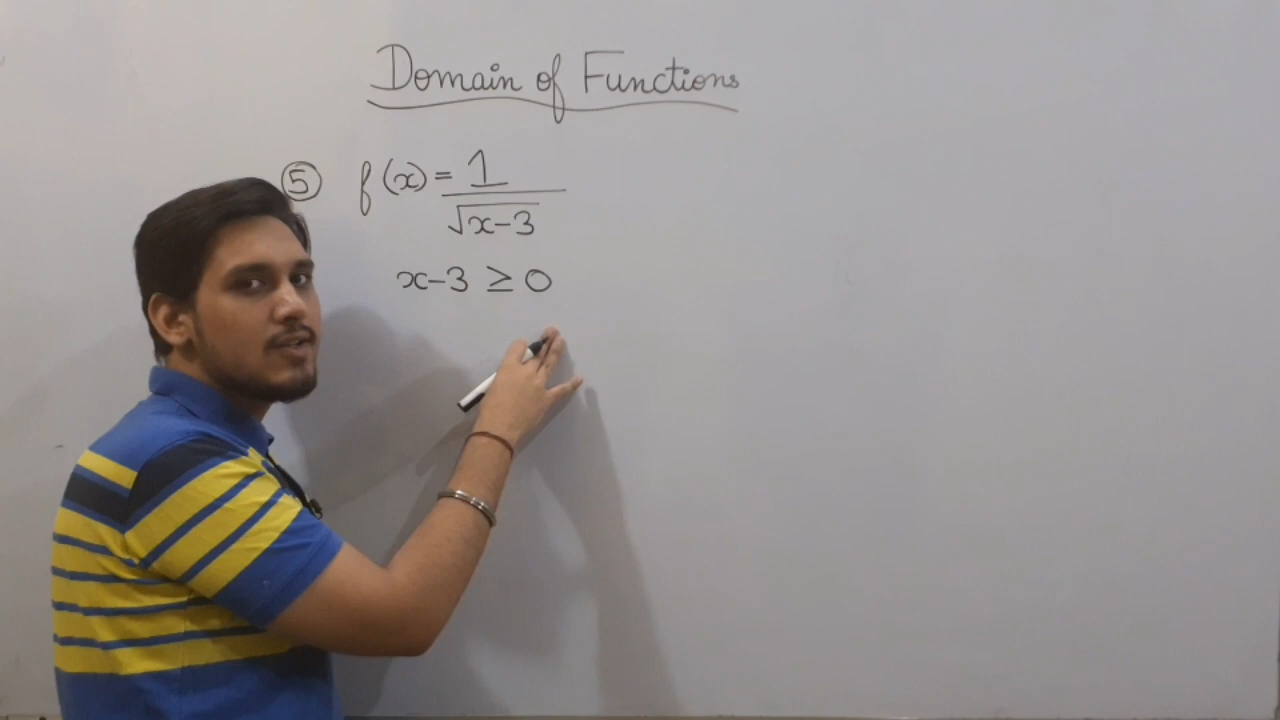 Domain of Functions
⑤ f(x) = 1
√x-3
x-3 ≥ 0